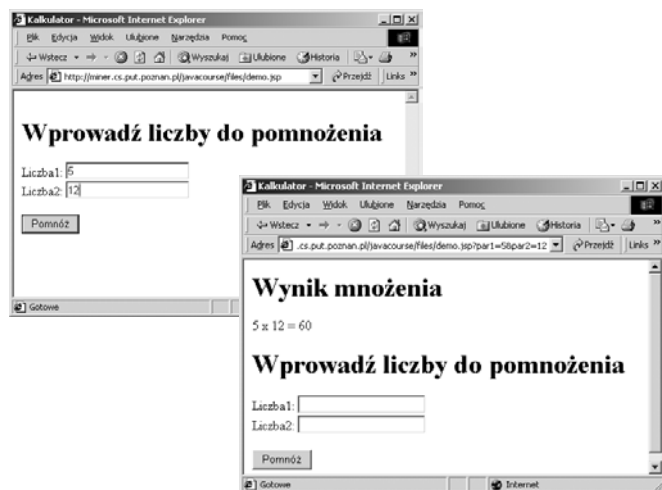 Kalkulator - Microsoft Internet Explorer
Plik Edycja Widok Ulubione Narzędzia Pomoc
Wstecz Wyszukaj Ulubione Historia »
Adres http://miner.cs.put.poznan.pl/javacourse/files/demo.jsp Przejdź Links »
Wprowadź liczby do pomnożenia
Liczba1: 5
Liczba2: 12
Pomnóż
Gotowe
Kalkulator - Microsoft Internet Explorer
Plik Edycja Widok Ulubione Narzędzia Pomoc
Wstecz Wyszukaj Ulubione Historia »
Adres .cs.put.poznan.pl/javacourse/files/demo.jsp?par1=5&par2=12 Przejdź Links »
Wynik mnożenia
5 x 12 = 60
Wprowadź liczby do pomnożenia
Liczba1:
Liczba2:
Pomnóż
Gotowe Internet